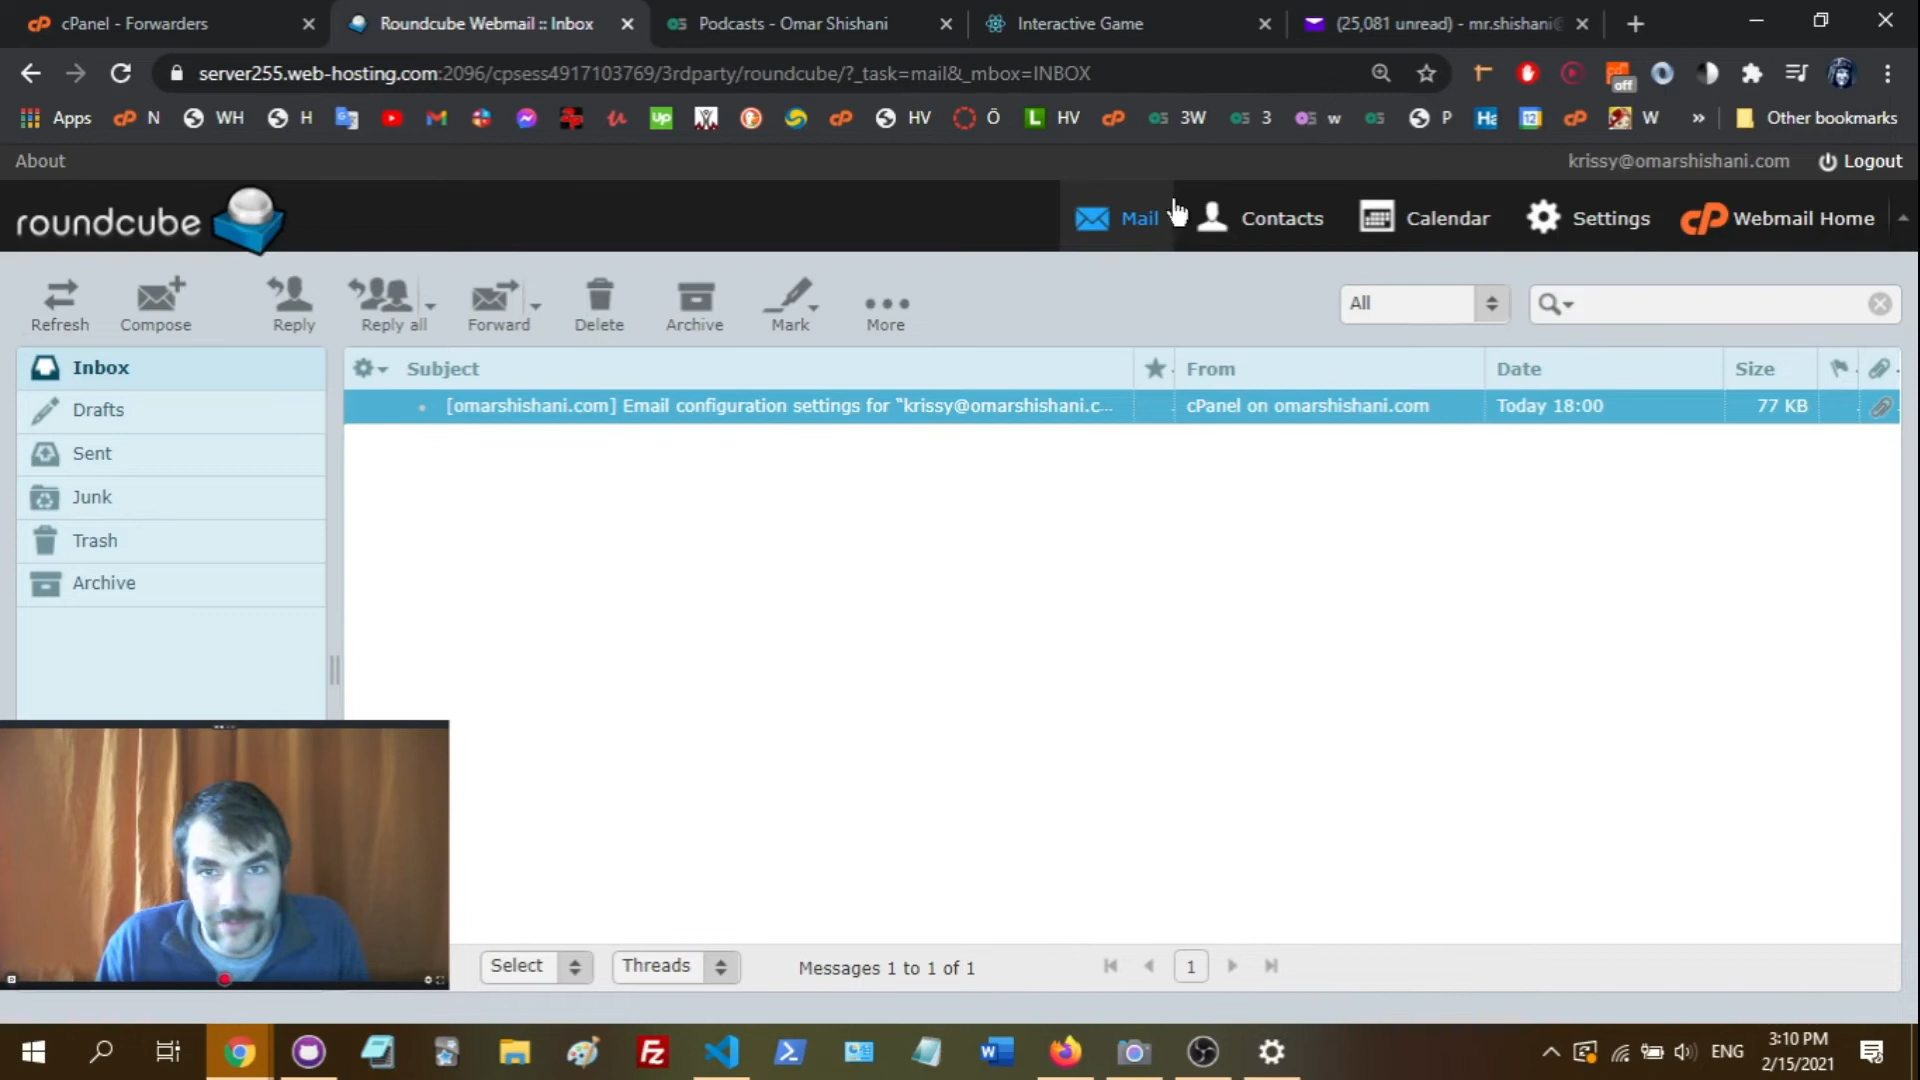 cPanel - Forwarders
Roundcube Webmail :: Inbox
Podcasts - Omar Shishani
Interactive Game
(25,081 unread) - mr.shishani@
server255.web-hosting.com:2096/cpsess4917103769/3rdparty/roundcube/?_task=mail&_mbox=INBOX
off
Apps
N
WH
H
Up
HV
Ō
L
HV
3W
3
w
P
12
W
»
Other bookmarks
About
krissy@omarshishani.com
Logout
roundcube
Mail
Contacts
Calendar
Settings
cP Webmail Home
Refresh
Compose
Reply
Reply all
Forward
Delete
Archive
Mark
More
All
Inbox
Drafts
Sent
Junk
Trash
Archive
Subject
From
Date
Size
[omarshishani.com] Email configuration settings for “krissy@omarshishani.c...
cPanel on omarshishani.com
Today 18:00
77 KB
Select
Threads
Messages 1 to 1 of 1
1
ENG
3:10 PM
2/15/2021